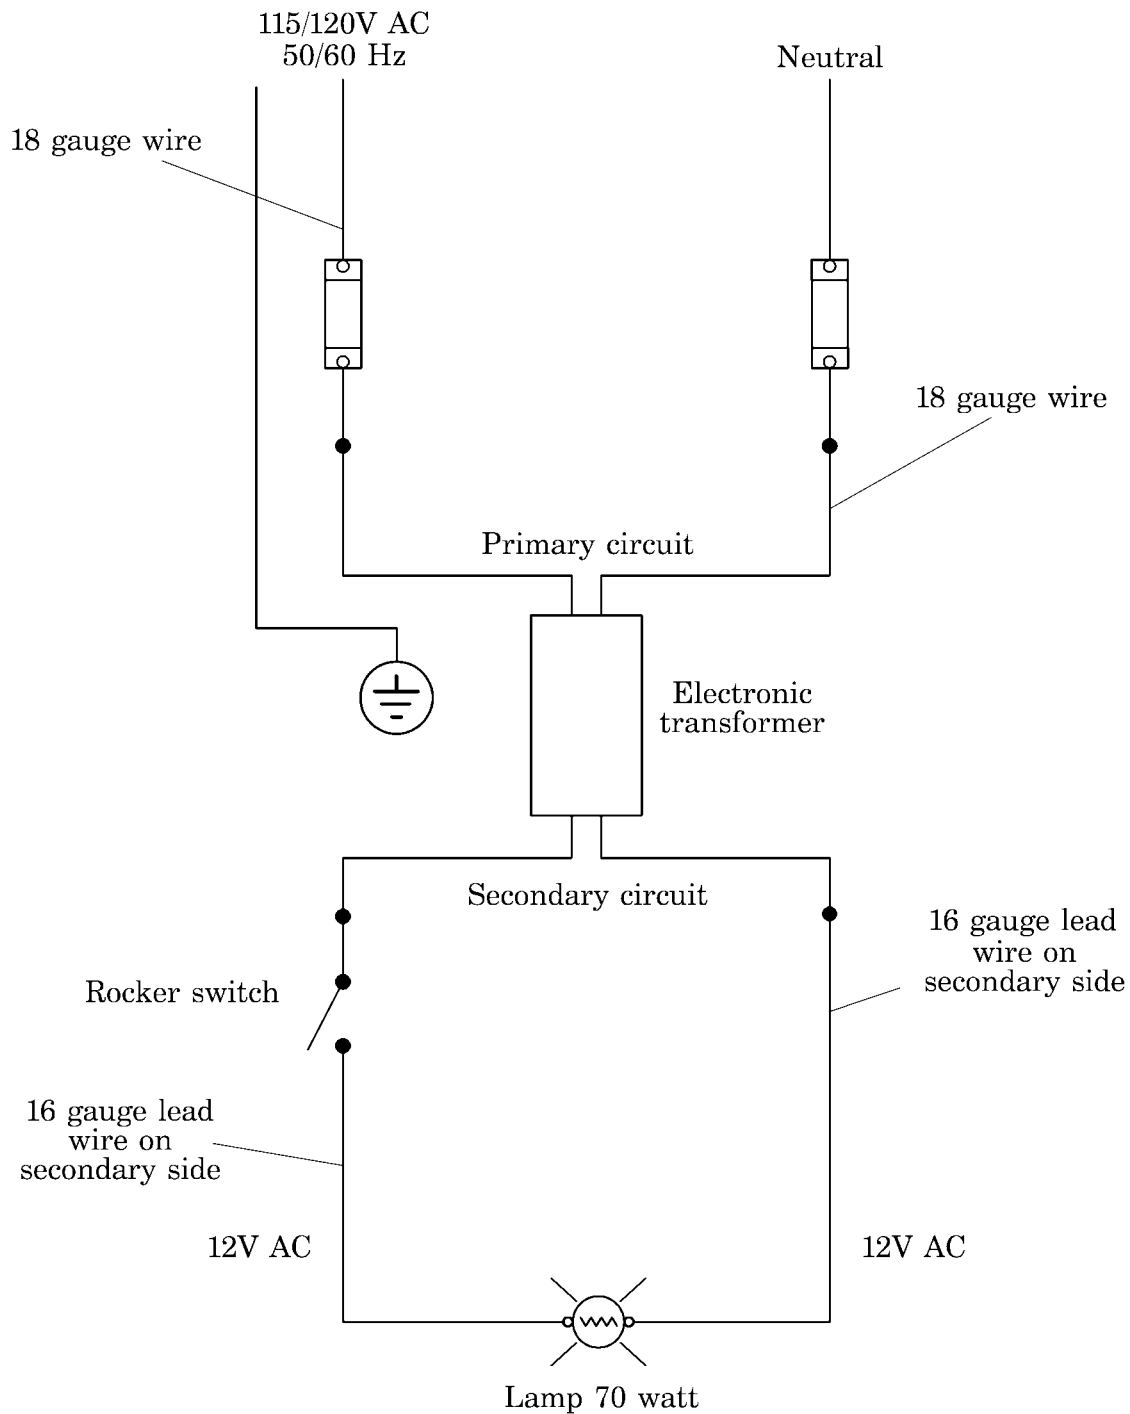 115/120V AC
50/60 Hz
Neutral
18 gauge wire
18 gauge wire
Primary circuit
Electronic
transformer
Secondary circuit
16 gauge lead
wire on
secondary side
Rocker switch
16 gauge lead
wire on
secondary side
12V AC
12V AC
Lamp 70 watt